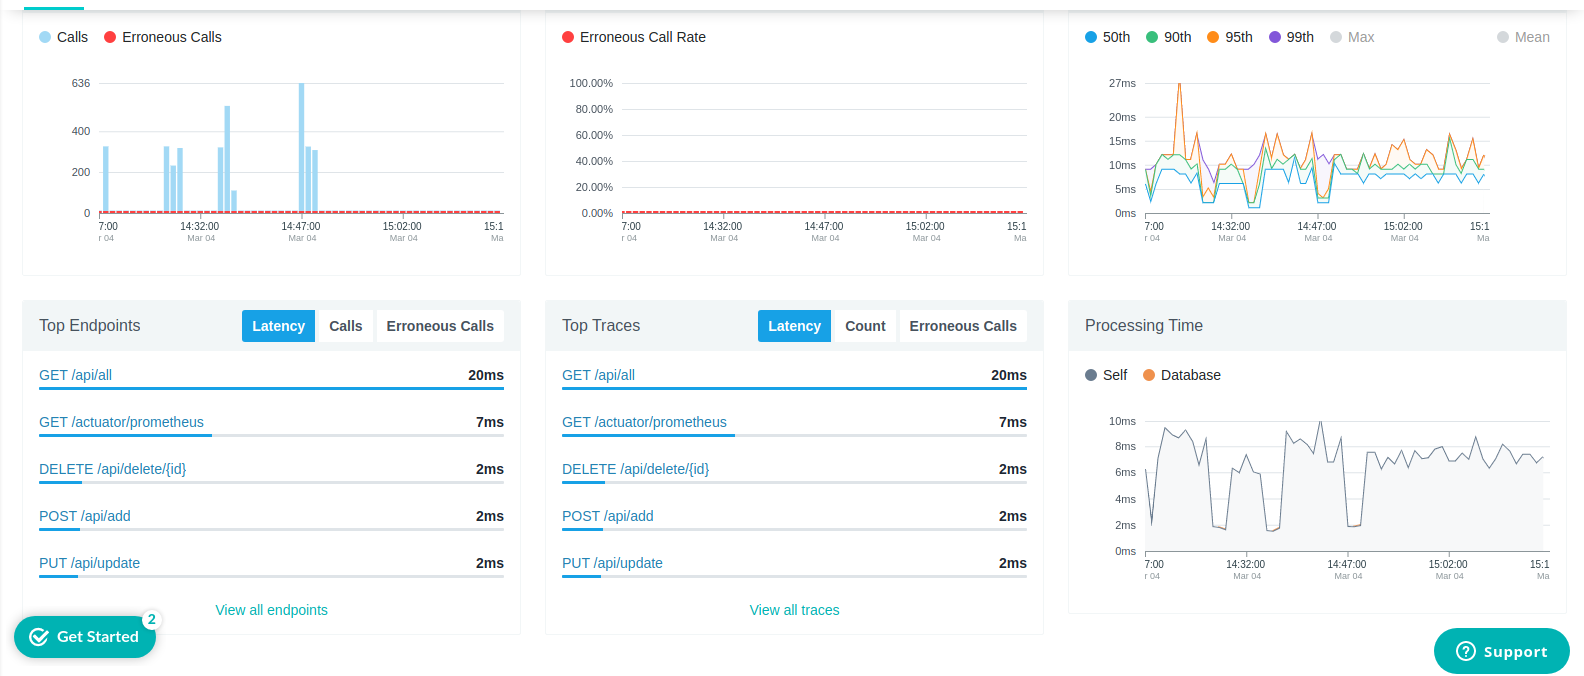 Calls Erroneous Calls
636
400
200
0
7:00 14:32:00 14:47:00 15:02:00 15:1
r 04 Mar 04 Mar 04 Mar 04 Ma
Erroneous Call Rate
100.00%
80.00%
60.00%
40.00%
20.00%
0.00%
7:00 14:32:00 14:47:00 15:02:00 15:1
r 04 Mar 04 Mar 04 Mar 04 Ma
50th 90th 95th 99th Max Mean
27ms
20ms
15ms
10ms
5ms
0ms
7:00 14:32:00 14:47:00 15:02:00 15:1
r 04 Mar 04 Mar 04 Mar 04 Ma
Top Endpoints Latency Calls Erroneous Calls
GET /api/all 20ms
GET /actuator/prometheus 7ms
DELETE /api/delete/{id} 2ms
POST /api/add 2ms
PUT /api/update 2ms
View all endpoints
Top Traces Latency Count Erroneous Calls
GET /api/all 20ms
GET /actuator/prometheus 7ms
DELETE /api/delete/{id} 2ms
POST /api/add 2ms
PUT /api/update 2ms
View all traces
Processing Time
Self Database
10ms
8ms
6ms
4ms
2ms
0ms
7:00 14:32:00 14:47:00 15:02:00 15:1
r 04 Mar 04 Mar 04 Mar 04 Ma
Get Started 2
Support